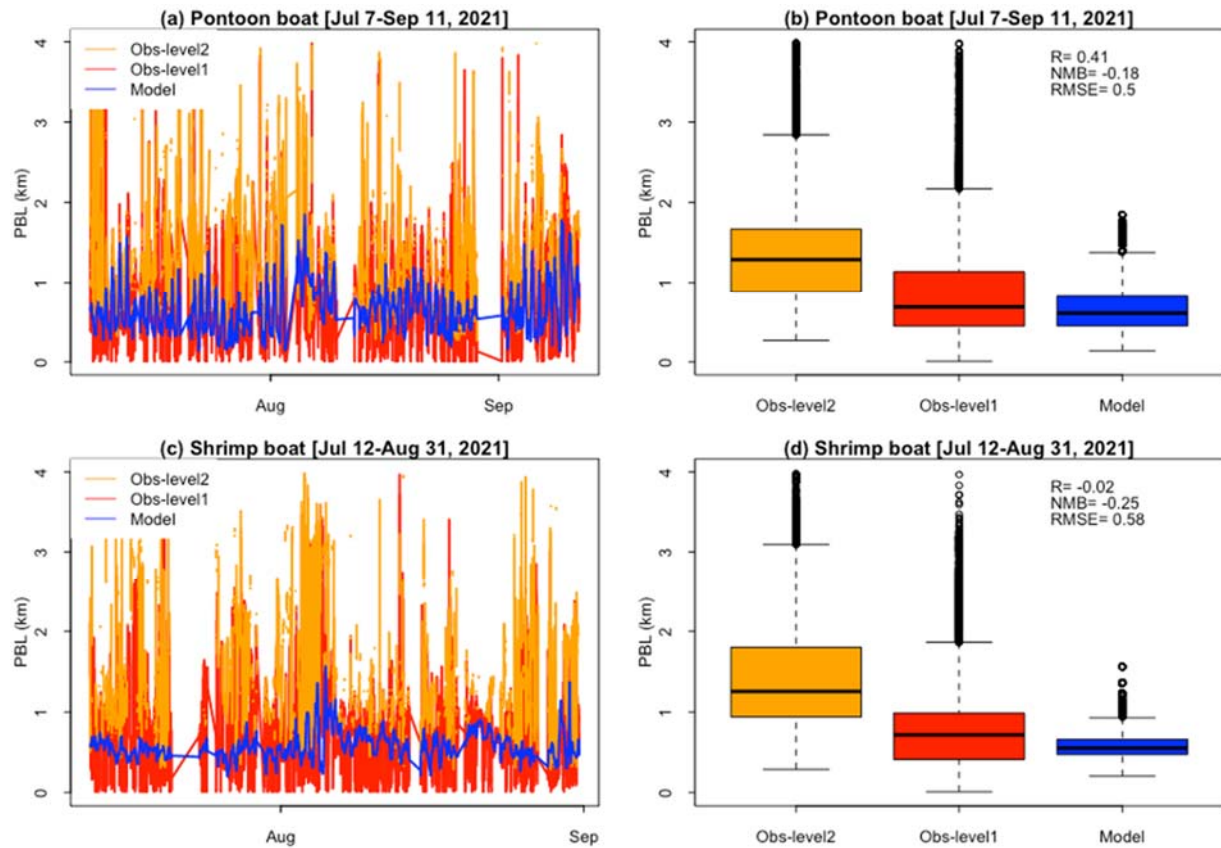 (a) Pontoon boat [Jul 7-Sep 11, 2021]
PBL (km)
4
3
2
1
0
Obs-level2
Obs-level1
Model
Aug
Sep
(b) Pontoon boat [Jul 7-Sep 11, 2021]
PBL (km)
4
3
2
1
0
R= 0.41
NMB= -0.18
RMSE= 0.5
Obs-level2
Obs-level1
Model
(c) Shrimp boat [Jul 12-Aug 31, 2021]
PBL (km)
4
3
2
1
0
Obs-level2
Obs-level1
Model
Aug
Sep
(d) Shrimp boat [Jul 12-Aug 31, 2021]
PBL (km)
4
3
2
1
0
R= -0.02
NMB= -0.25
RMSE= 0.58
Obs-level2
Obs-level1
Model